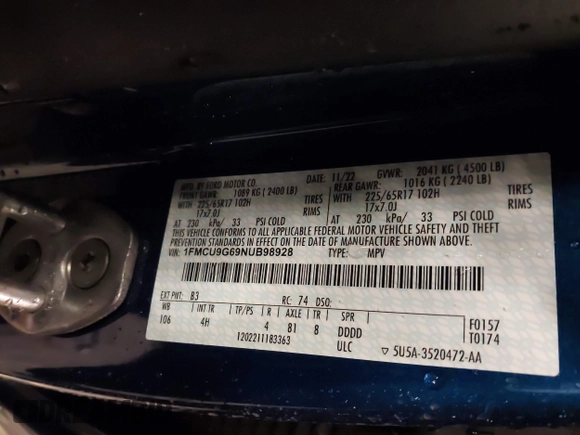 MFD. BY FORD MOTOR CO. DATE: 11/22 GVWR: 2041 KG ( 4500 LB)
FRONT GAWR: 1089 KG ( 2400 LB) REAR GAWR: 1016 KG ( 2240 LB)
WITH 225/65R17 102H TIRES WITH 225/65R17 102H TIRES
17x7.0J RIMS 17x7.0J RIMS
AT 230 kPa/ 33 PSI COLD AT 230 kPa/ 33 PSI COLD
THIS VEHICLE CONFORMS TO ALL APPLICABLE FEDERAL MOTOR VEHICLE SAFETY AND THEFT
PREVENTION STANDARDS IN EFFECT ON THE DATE OF MANUFACTURE SHOWN ABOVE.
1FMCU9G69NUB98928 TYPE: MPV
EXT PNT: B3 RC: 74 DSO:
WB INT TR TP/PS R AXLE TR SPR
106 4H 4 81 8 DDDD
1202211183363 ULC
F0157
T0174
5U5A-3520472-AA